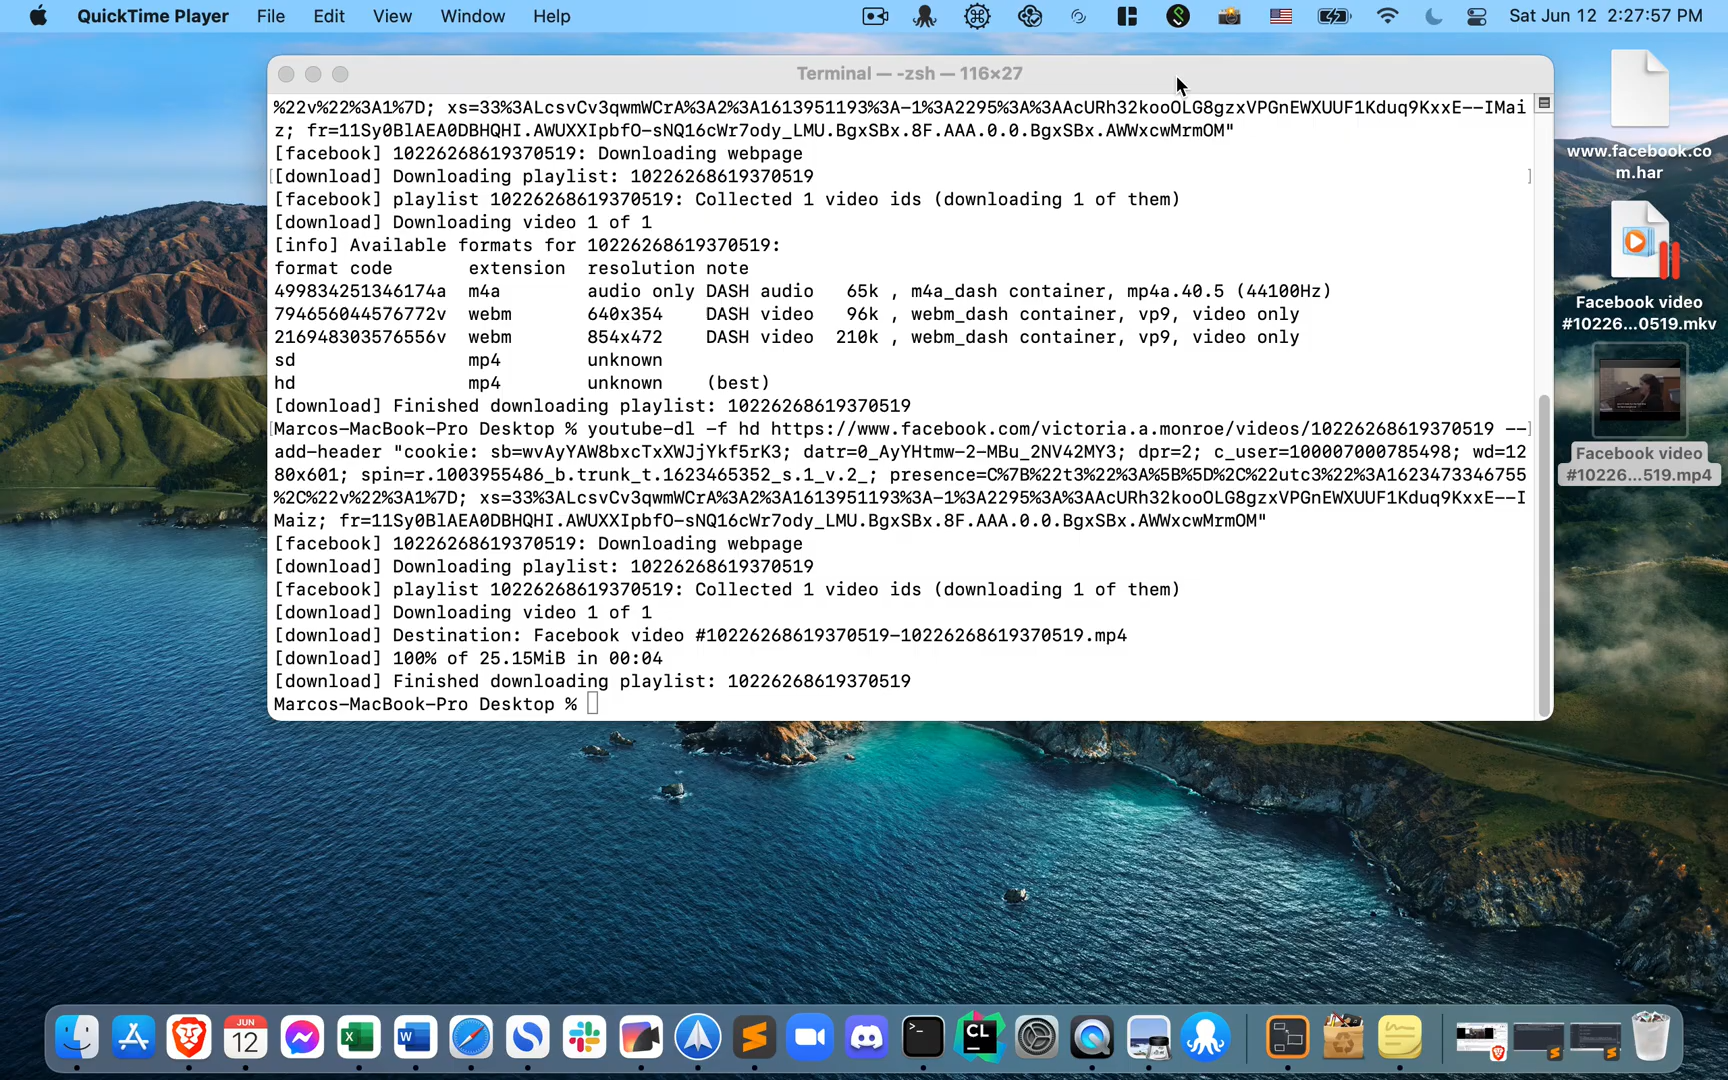 QuickTime Player File Edit View Window Help Sat Jun 12 2:27:57 PM
Terminal — -zsh — 116×27
%22v%22%3A1%7D; xs=33%3ALcsvCv3qwmWCrA%3A2%3A1613951193%3A-1%3A2295%3A%3AAcURh32kooOLG8gzxVPGnEWXUUF1Kduq9KxxE--IMai
z; fr=11Sy0BlAEA0DBHQHI.AWUXXIpbfO-sNQ16cWr7ody_LMU.BgxSBx.8F.AAA.0.0.BgxSBx.AWWxcwMrmOM"
[facebook] 10226268619370519: Downloading webpage
[download] Downloading playlist: 10226268619370519
[facebook] playlist 10226268619370519: Collected 1 video ids (downloading 1 of them)
[download] Downloading video 1 of 1
[info] Available formats for 10226268619370519:
format code extension resolution note
499834251346174a m4a audio only DASH audio 65k , m4a_dash container, mp4a.40.5 (44100Hz)
794656044576772v webm 640x354 DASH video 96k , webm_dash container, vp9, video only
216948303576556v webm 854x472 DASH video 210k , webm_dash container, vp9, video only
sd mp4 unknown
hd mp4 unknown (best)
[download] Finished downloading playlist: 10226268619370519
Marcos-MacBook-Pro Desktop % youtube-dl -f hd https://www.facebook.com/victoria.a.monroe/videos/10226268619370519 --
add-header "cookie: sb=wvAyYAW8bxcTxXWJjYkf5rK3; datr=0_AyYHtmw-2-MBu_2NV42MY3; dpr=2; c_user=100007000785498; wd=12
80x601; spin=r.1003955486_b.trunk_t.1623465352_s.1_v.2_; presence=C%7B%22t3%22%3A%5B%5D%2C%22utc3%22%3A1623473346755
%2C%22v%22%3A1%7D; xs=33%3ALcsvCv3qwmWCrA%3A2%3A1613951193%3A-1%3A2295%3A%3AAcURh32kooOLG8gzxVPGnEWXUUF1Kduq9KxxE--I
Maiz; fr=11Sy0BlAEA0DBHQHI.AWUXXIpbfO-sNQ16cWr7ody_LMU.BgxSBx.8F.AAA.0.0.BgxSBx.AWWxcwMrmOM"
[facebook] 10226268619370519: Downloading webpage
[download] Downloading playlist: 10226268619370519
[facebook] playlist 10226268619370519: Collected 1 video ids (downloading 1 of them)
[download] Downloading video 1 of 1
[download] Destination: Facebook video #10226268619370519-10226268619370519.mp4
[download] 100% of 25.15MiB in 00:04
[download] Finished downloading playlist: 10226268619370519
Marcos-MacBook-Pro Desktop %
www.facebook.co
m.har
Facebook video
#10226...0519.mkv
Facebook video
#10226...519.mp4
JUN
12
CL